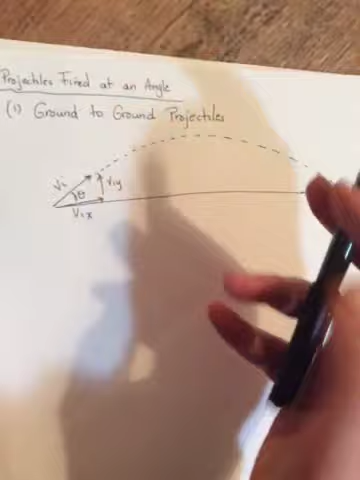 Projectiles Fired at an Angle
(1) Ground to Ground Projectiles
Vi
θ
Viy
Vix